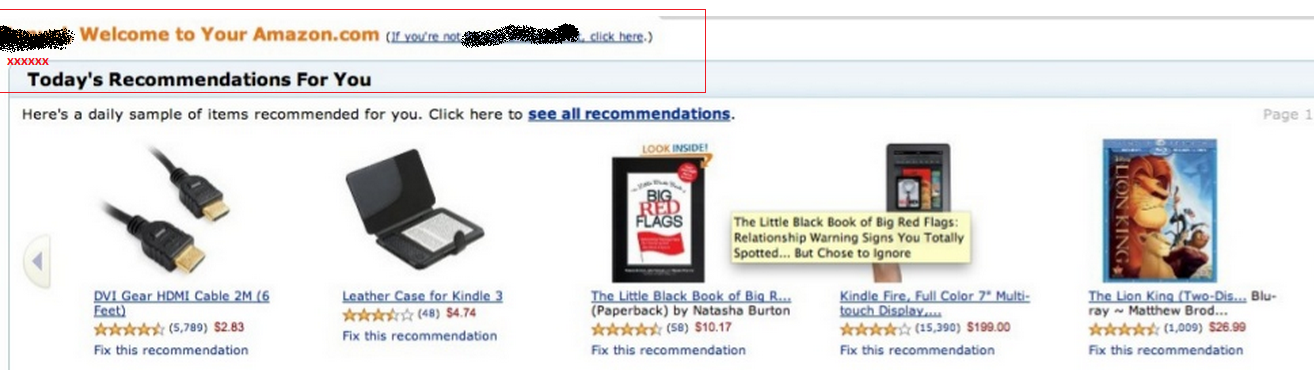 Welcome to Your Amazon.com (If you're not , click here.)
xxxxxx
Today's Recommendations For You
Here's a daily sample of items recommended for you. Click here to see all recommendations.
Page 1
LOOK INSIDE!
The Little Black Book of
BIG
RED
FLAGS
LION KING
The Little Black Book of Big Red Flags:
Relationship Warning Signs You Totally
Spotted... But Chose to Ignore
DVI Gear HDMI Cable 2M (6
Feet)
(5,789) $2.83
Fix this recommendation
Leather Case for Kindle 3
(48) $4.74
Fix this recommendation
The Little Black Book of Big R...
(Paperback) by Natasha Burton
(58) $10.17
Fix this recommendation
Kindle Fire, Full Color 7" Multi-
touch Display,...
(15,390) $199.00
Fix this recommendation
The Lion King (Two-Dis... Blu-
ray ~ Matthew Brod...
(1,009) $26.99
Fix this recommendation